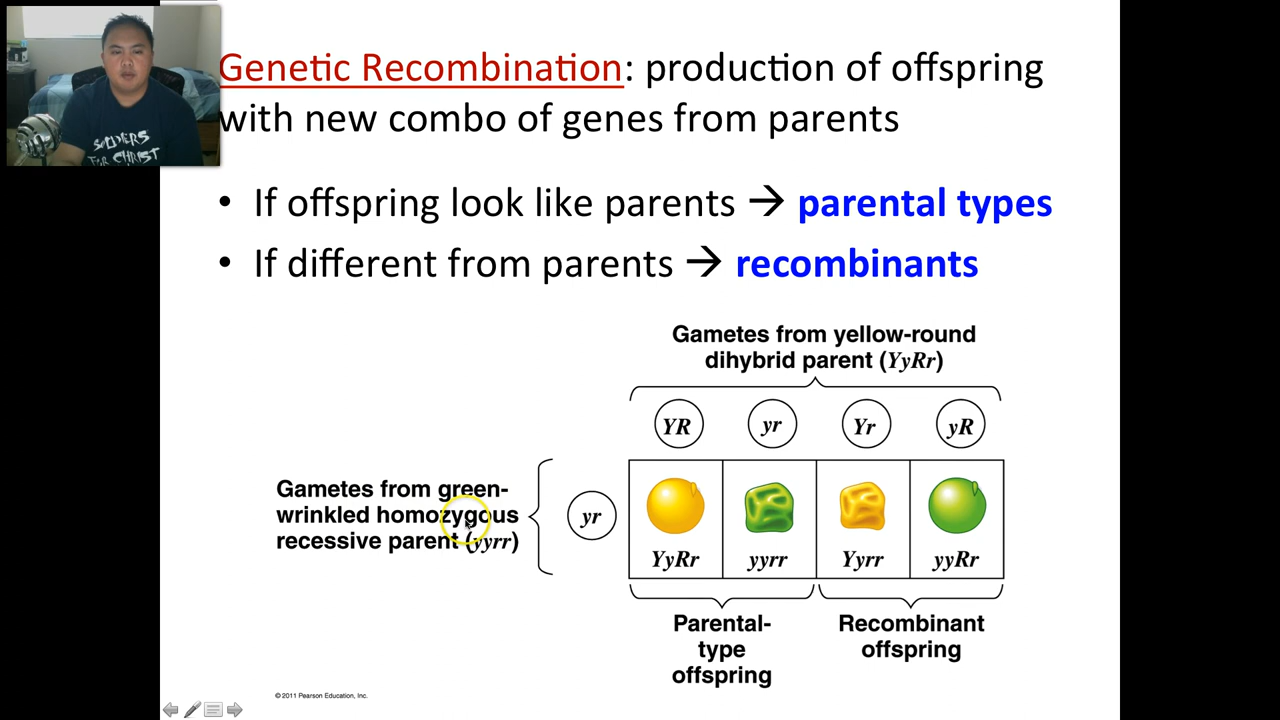 SOLDIERS
FOR CHRIST
Genetic Recombination: production of offspring
with new combo of genes from parents
• If offspring look like parents → parental types
• If different from parents → recombinants
Gametes from yellow-round
dihybrid parent (YyRr)
YR yr Yr yR
Gametes from green-
wrinkled homozygous
recessive parent (yyrr)
yr
YyRr yyrr Yyrr yyRr
Parental-
type
offspring
Recombinant
offspring
© 2011 Pearson Education, Inc.